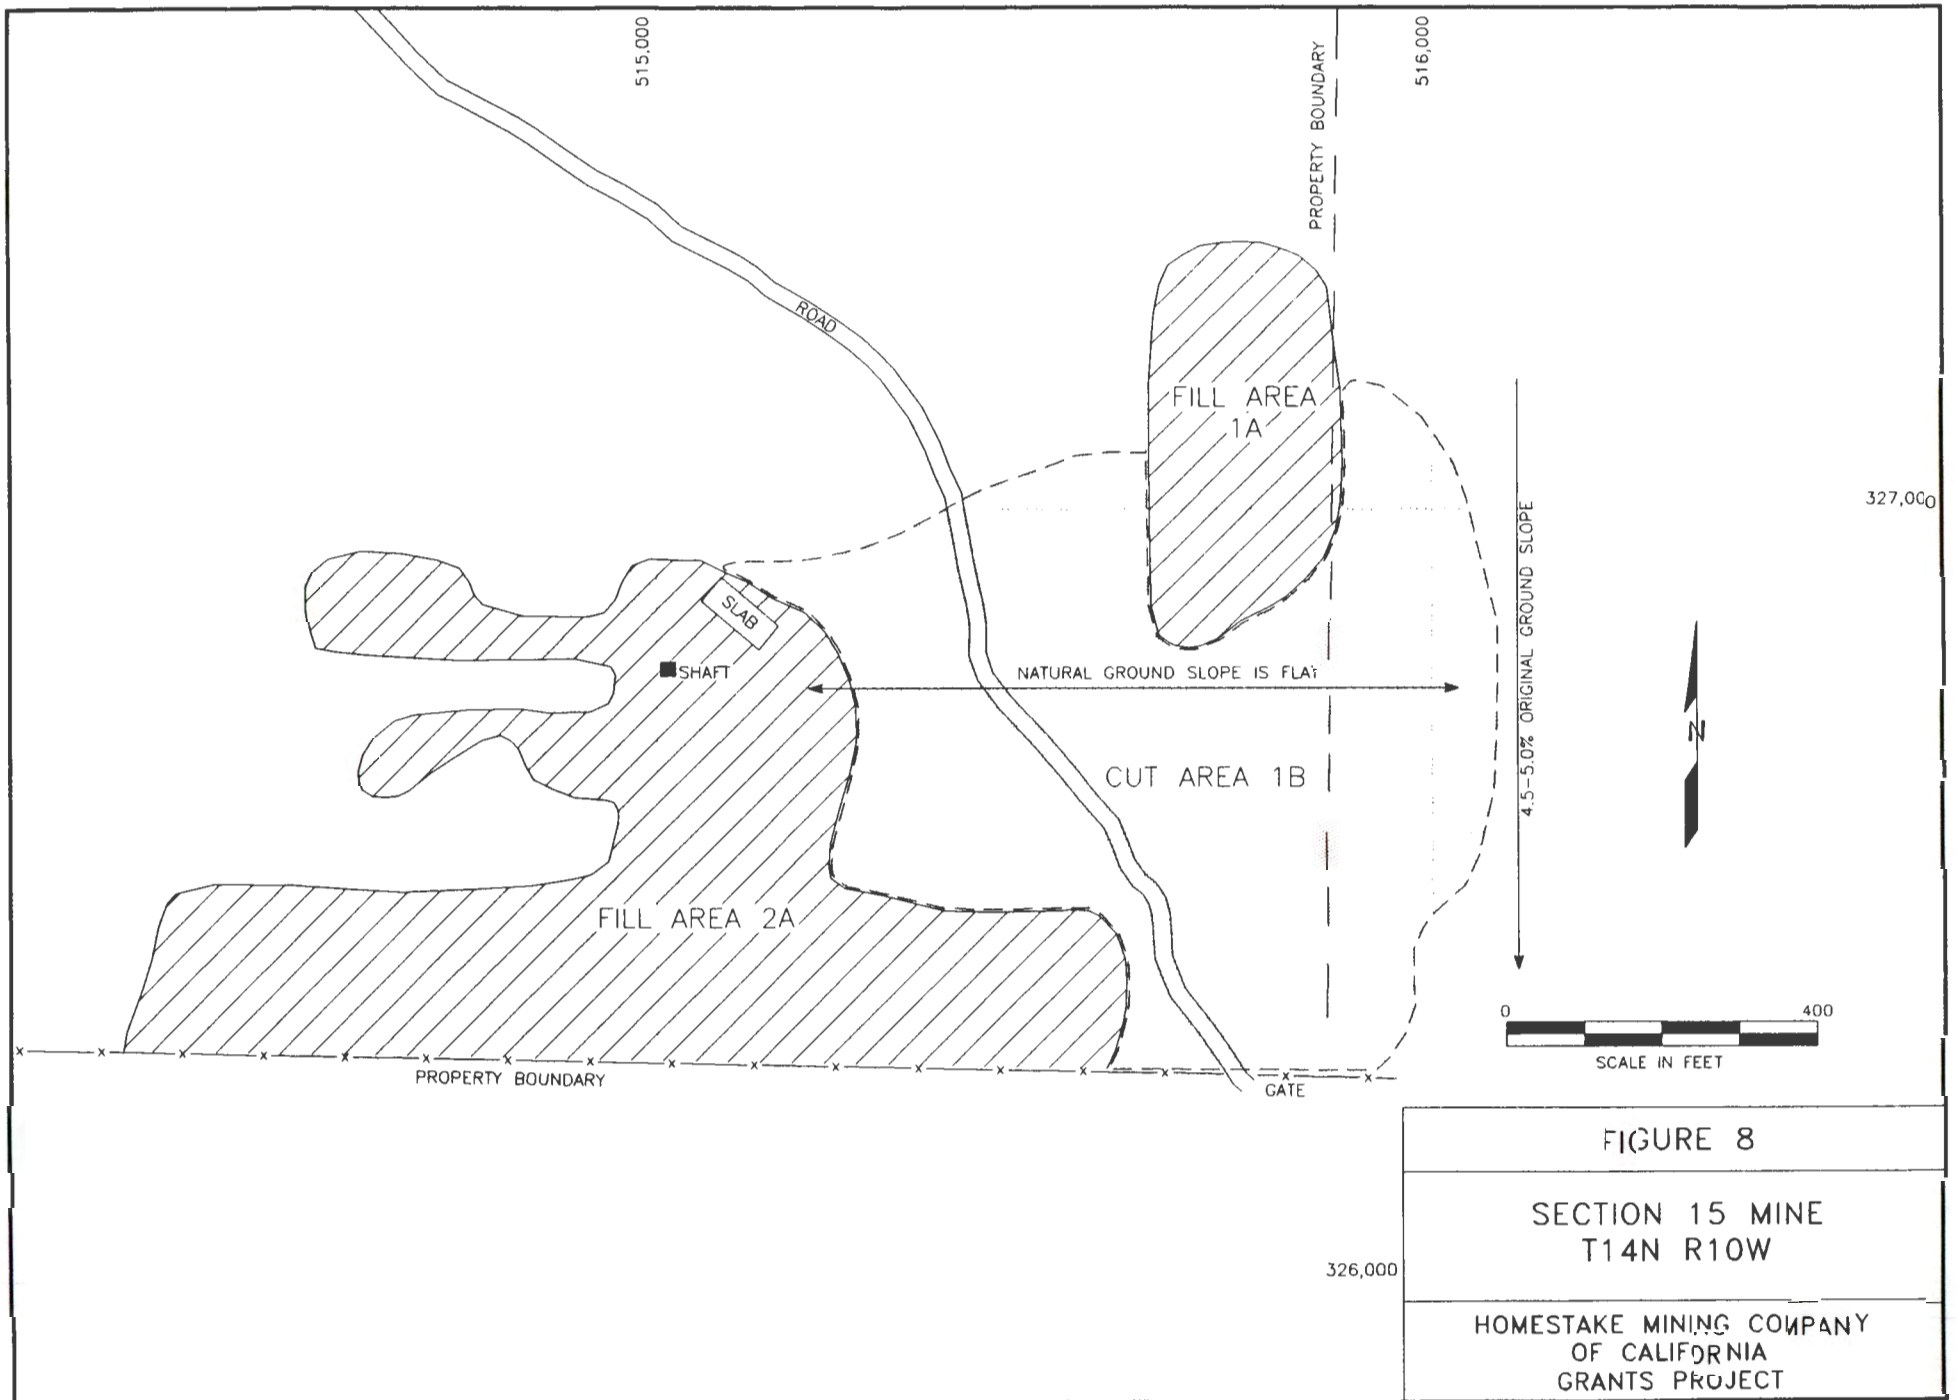 515,000
PROPERTY BOUNDARY
516,000
ROAD
FILL AREA
1A
327,000
SLAB
SHAFT
NATURAL GROUND SLOPE IS FLAT
4.5-5.0% ORIGINAL GROUND SLOPE
N
CUT AREA 1B
FILL AREA 2A
0 400
SCALE IN FEET
PROPERTY BOUNDARY
GATE
FIGURE 8
SECTION 15 MINE
T14N R10W
326,000
HOMESTAKE MINING COMPANY
OF CALIFORNIA
GRANTS PROJECT